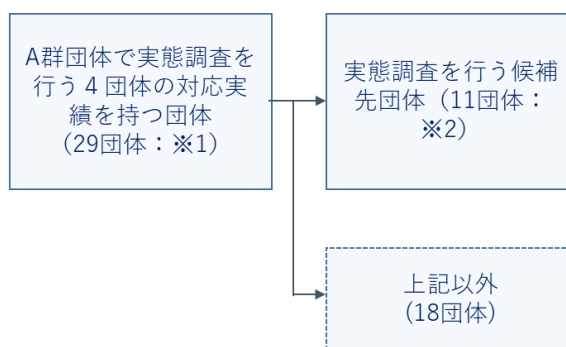 A群団体で実態調査を
行う４団体の対応実
績を持つ団体
（29団体：※1）
実態調査を行う候補
先団体（11団体：
※2）
上記以外
(18団体)